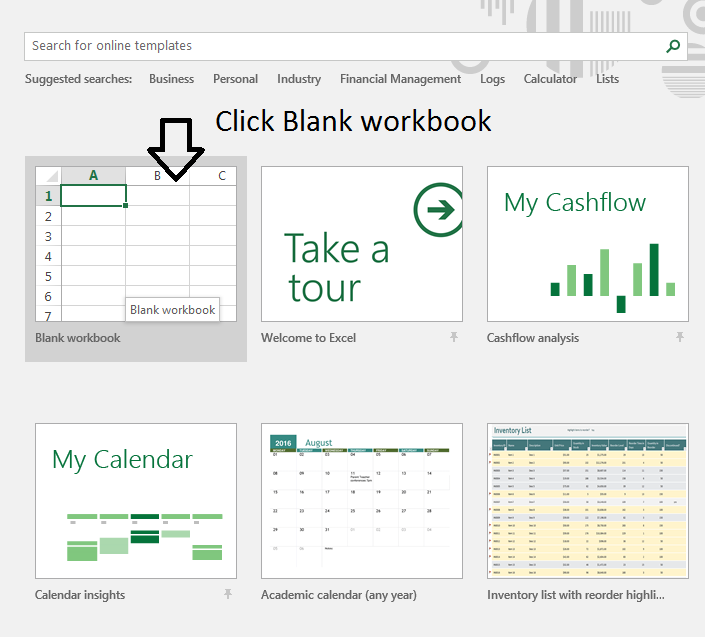 Search for online templates
Suggested searches: Business Personal Industry Financial Management Logs Calculator Lists
Click Blank workbook
A B C
1
2
3
4
5
6
7
Blank workbook
Blank workbook
Take a
tour
Welcome to Excel
My Cashflow
Cashflow analysis
My Calendar
Calendar insights
2016 August
Academic calendar (any year)
Inventory List
Inventory list with reorder highli...